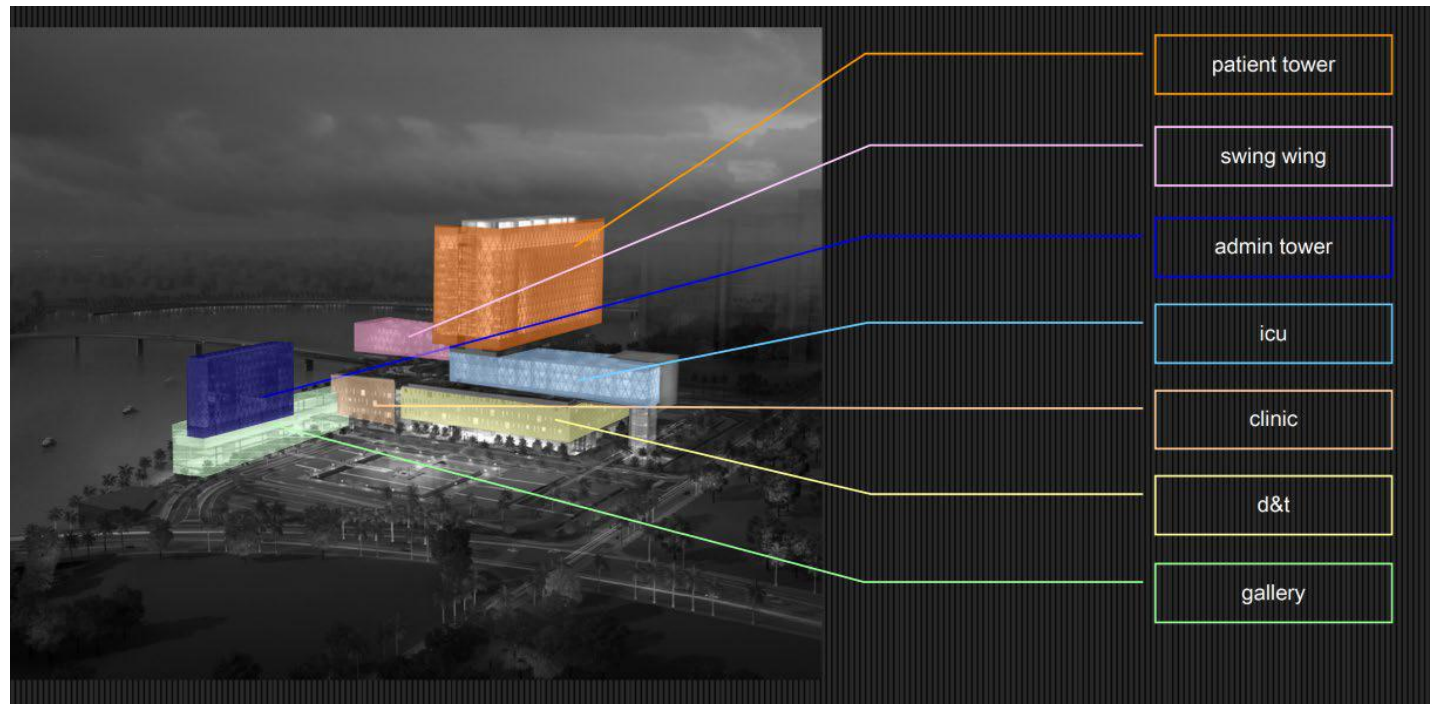 patient tower
swing wing
admin tower
icu
clinic
d&t
gallery